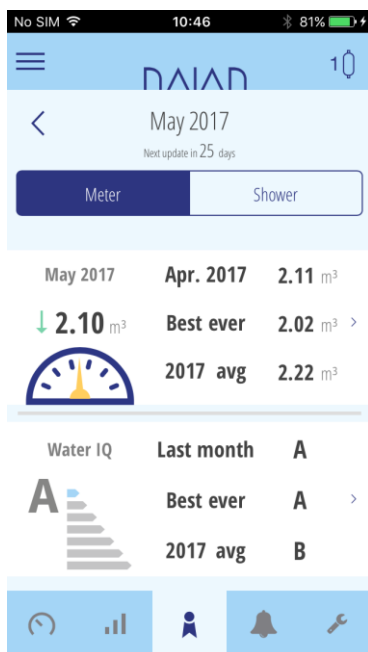 No SIM 10:46 81%
1
May 2017
Next update in 25 days
Meter Shower
May 2017 Apr. 2017 2.11 m³
↓ 2.10 m³ Best ever 2.02 m³
2017 avg 2.22 m³
Water IQ Last month A
A Best ever A
2017 avg B